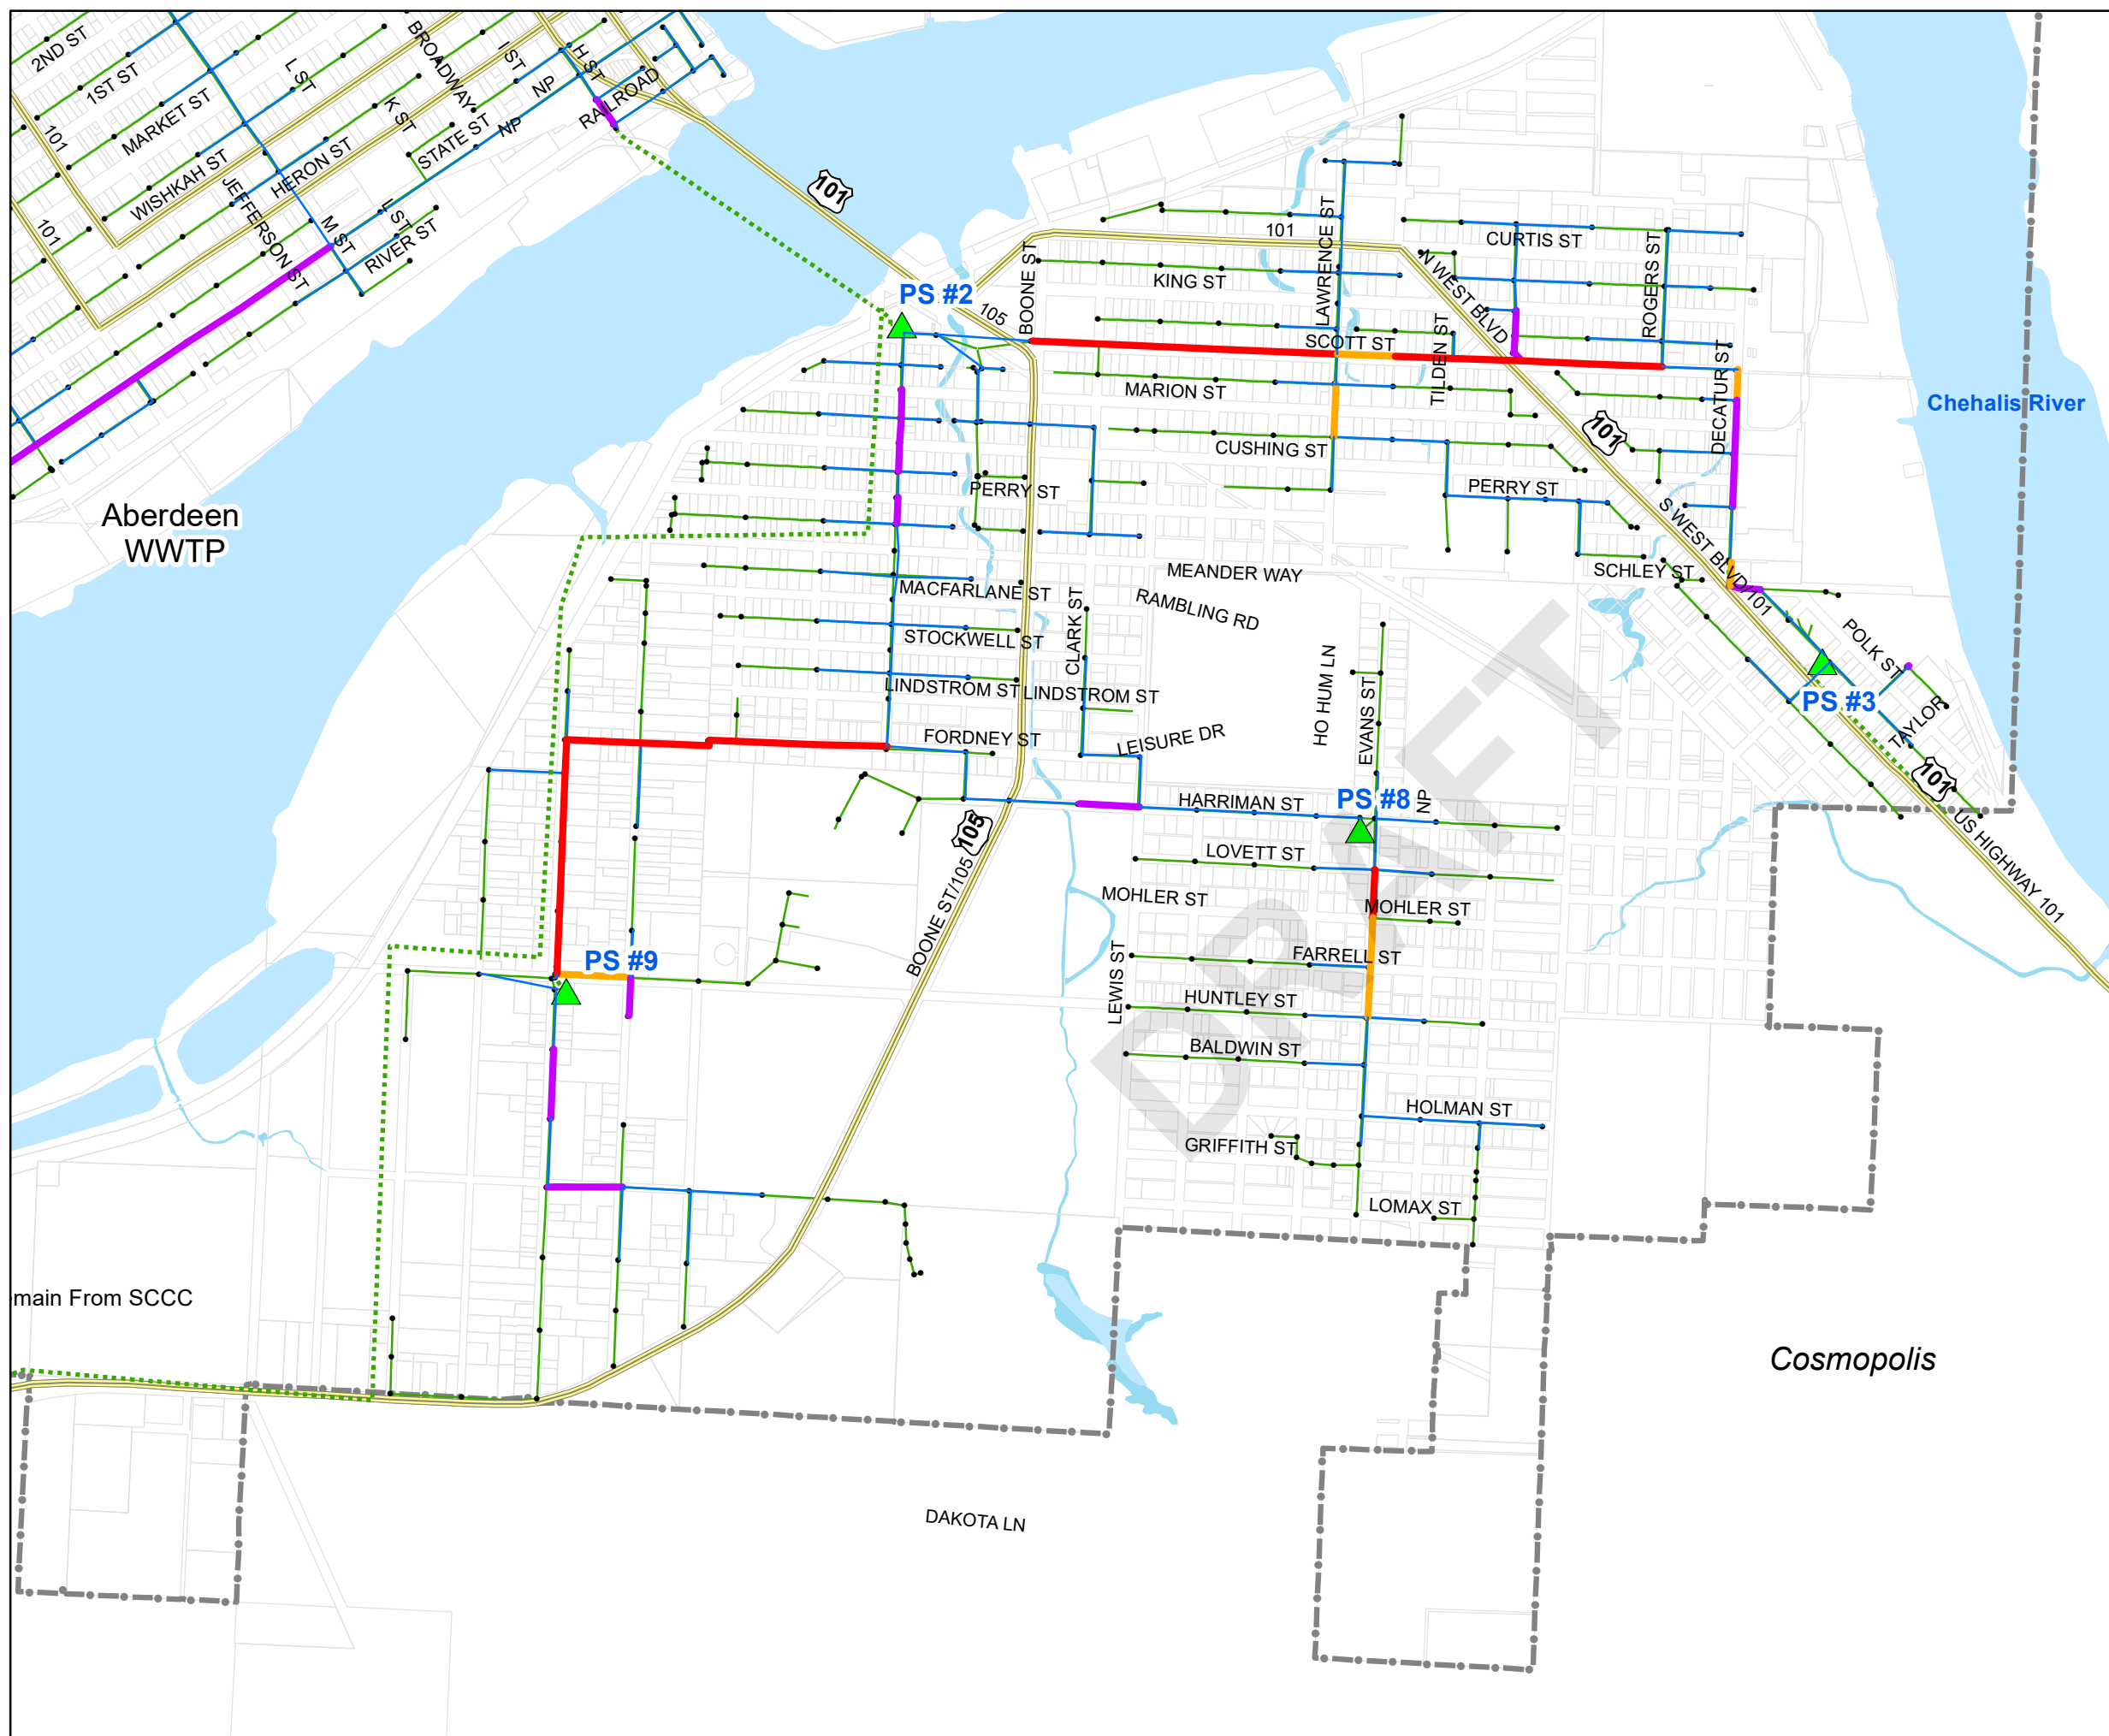 2ND ST
1ST ST
MARKET ST
WISHKAH ST
HERON ST
L ST
K ST
BROADWAY
I ST
H ST
NP
RAILROAD
STATE ST
NP
JEFFERSON ST
M ST
L ST
RIVER ST
101
101
101
PS #2
105
BOONE ST
101
KING ST
LAWRENCE ST
N WEST BLVD
CURTIS ST
ROGERS ST
SCOTT ST
TILDEN ST
MARION ST
DECATUR ST
Chehalis River
101
CUSHING ST
PERRY ST
PERRY ST
Aberdeen
WWTP
S WEST BLVD/101
SCHLEY ST
MEANDER WAY
RAMBLING RD
MACFARLANE ST
STOCKWELL ST
CLARK ST
LINDSTROM ST
LINDSTROM ST
HO HUM LN
EVANS ST
POLK ST
PS #3
TAYLOR
101
US HIGHWAY 101
FORDNEY ST
LEISURE DR
HARRIMAN ST
PS #8
NP
105
BOONE ST/105
LOVETT ST
MOHLER ST
MOHLER ST
FARRELL ST
PS #9
LEWIS ST
HUNTLEY ST
BALDWIN ST
HOLMAN ST
GRIFFITH ST
LOMAX ST
DRAFT
main From SCCC
Cosmopolis
DAKOTA LN